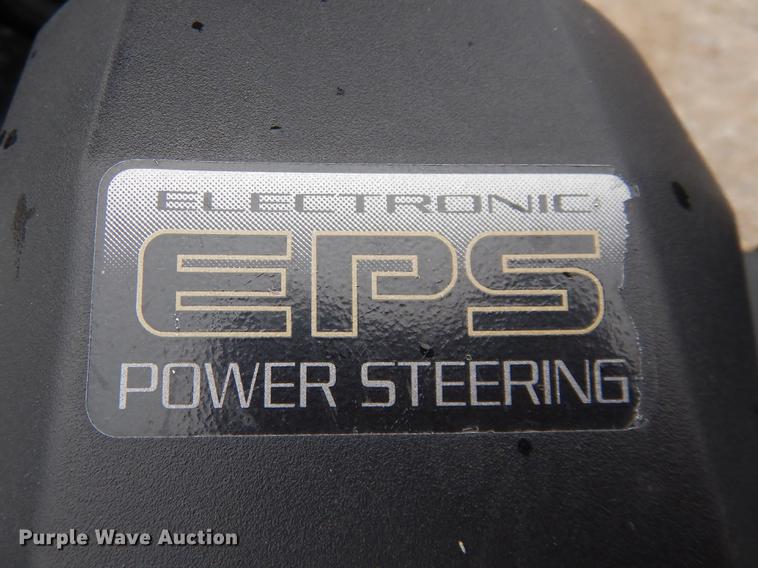 ELECTRONIC
EPS
POWER STEERING
Purple Wave Auction